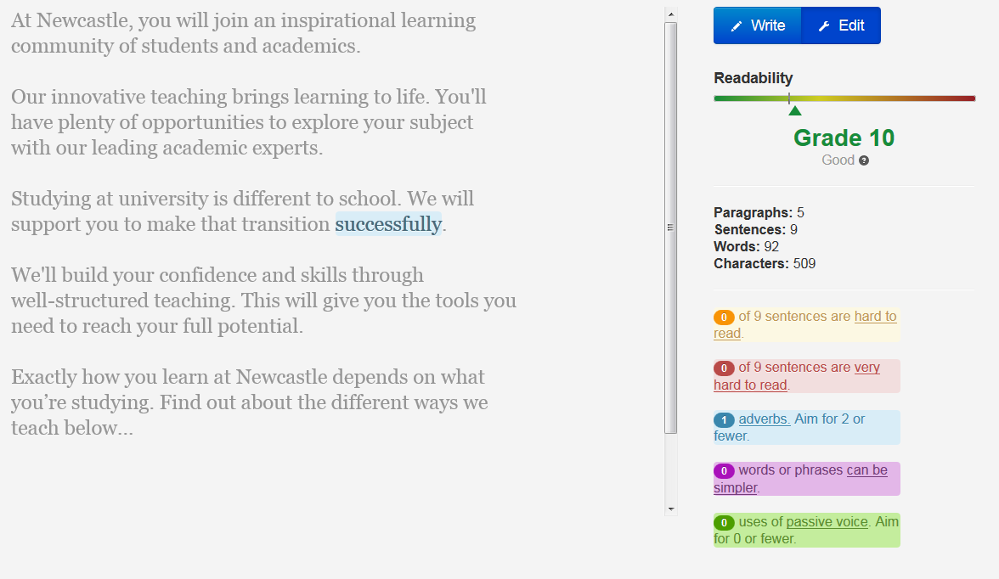 At Newcastle, you will join an inspirational learning
community of students and academics.
Our innovative teaching brings learning to life. You'll
have plenty of opportunities to explore your subject
with our leading academic experts.
Studying at university is different to school. We will
support you to make that transition successfully.
We'll build your confidence and skills through
well-structured teaching. This will give you the tools you
need to reach your full potential.
Exactly how you learn at Newcastle depends on what
you’re studying. Find out about the different ways we
teach below...
Write
Edit
Readability
Grade 10
Good ?
Paragraphs: 5
Sentences: 9
Words: 92
Characters: 509
0 of 9 sentences are hard to
read.
0 of 9 sentences are very
hard to read.
1 adverbs. Aim for 2 or
fewer.
0 words or phrases can be
simpler.
0 uses of passive voice. Aim
for 0 or fewer.